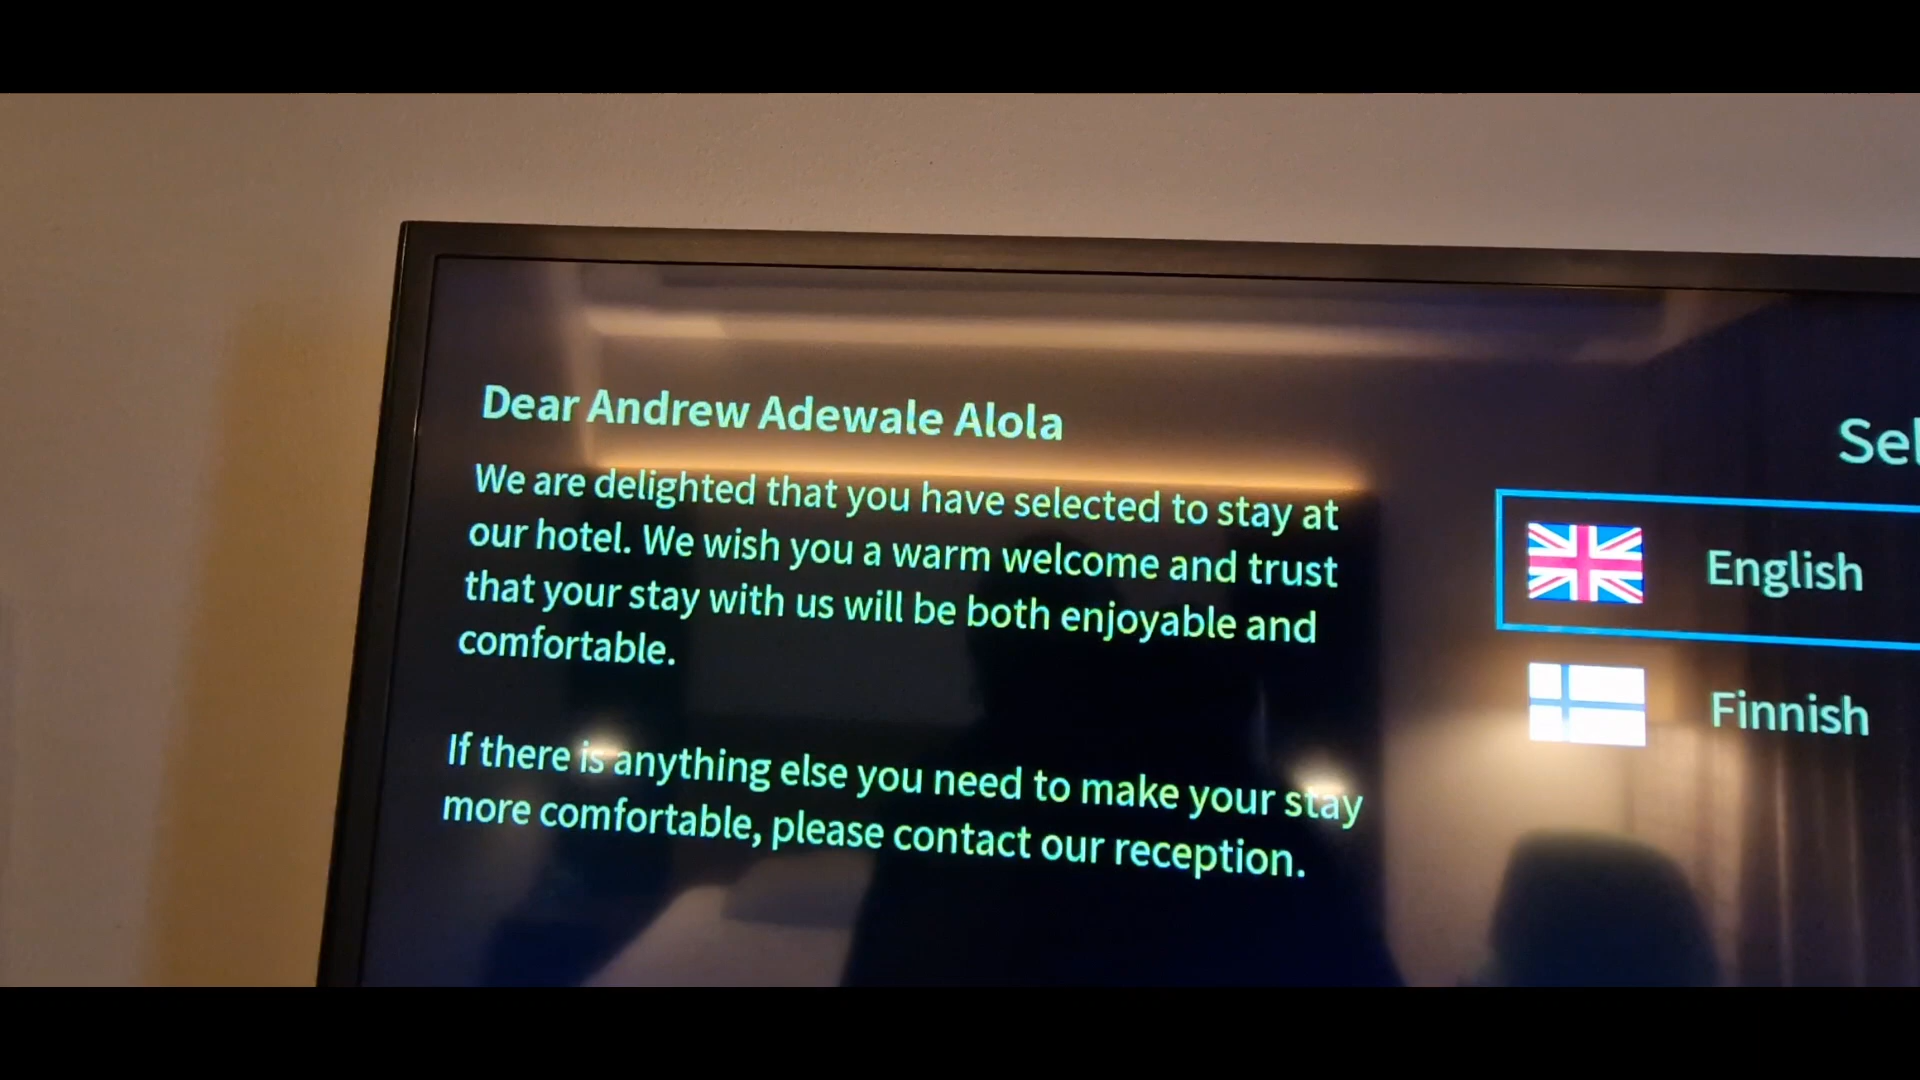 Dear Andrew Adewale Alola
We are delighted that you have selected to stay at
our hotel. We wish you a warm welcome and trust
that your stay with us will be both enjoyable and
comfortable.
If there is anything else you need to make your stay
more comfortable, please contact our reception.
Sel
English
Finnish